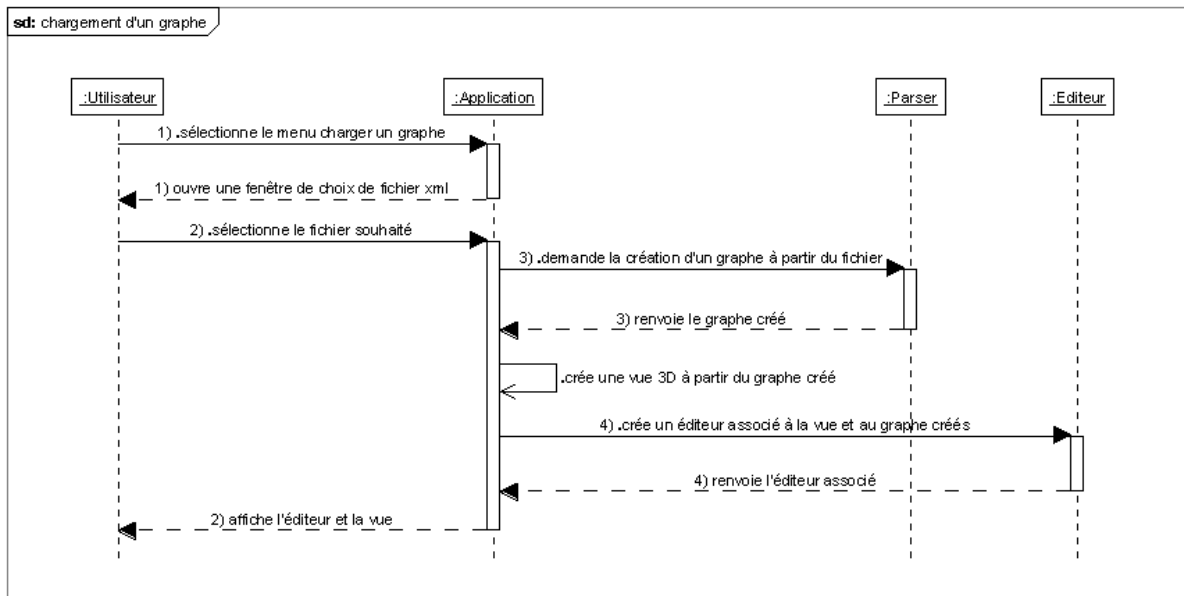 sd: chargement d'un graphe
:Utilisateur
:Application
:Parser
:Editeur
1) .sélectionne le menu charger un graphe
1) ouvre une fenêtre de choix de fichier xml
2) .sélectionne le fichier souhaité
3) .demande la création d'un graphe à partir du fichier
3) renvoie le graphe créé
.crée une vue 3D à partir du graphe créé
4) .crée un éditeur associé à la vue et au graphe créés
4) renvoie l'éditeur associé
2) affiche l'éditeur et la vue